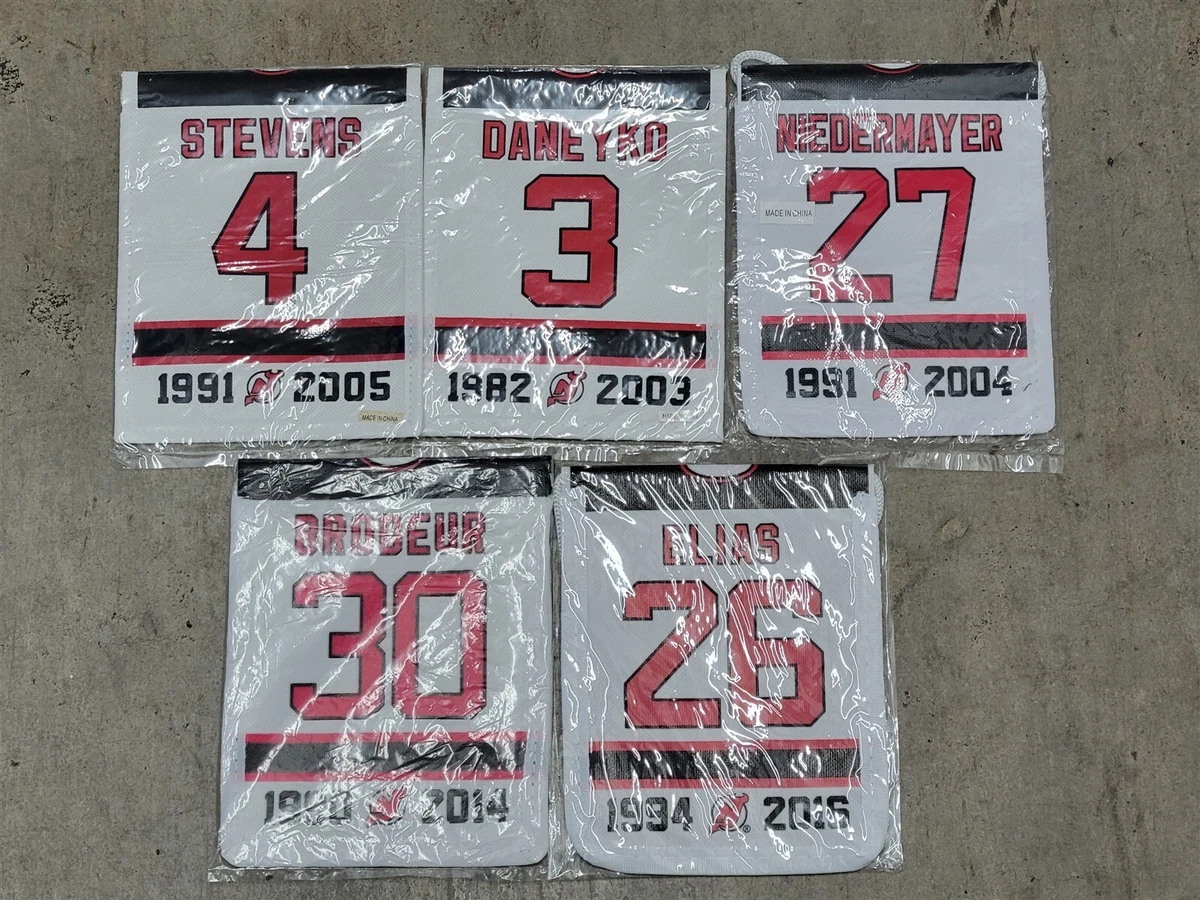 STEVENS
4
1991 2005
MADE IN CHINA
DANEYKO
3
1982 2003
NIEDERMAYER
MADE IN CHINA
27
1991 2004
BRODEUR
30
1990 2014
ELIAS
26
1994 2016